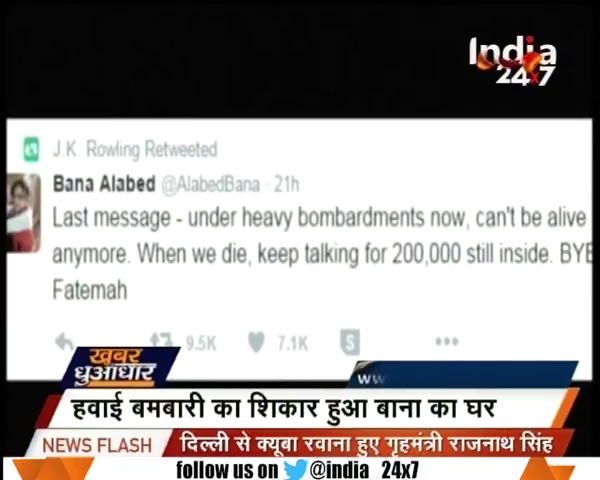 India
24x7
J.K. Rowling Retweeted
Bana Alabed @AlabedBana · 21h
Last message - under heavy bombardments now, can't be alive
anymore. When we die, keep talking for 200,000 still inside. BYE
Fatemah
9.5K 7.1K S
खबर
धुआंधार
ww
हवाई बमबारी का शिकार हुआ बाना का घर
NEWS FLASH दिल्ली से क्यूबा रवाना हुए गृहमंत्री राजनाथ सिंह
follow us on @india_24x7